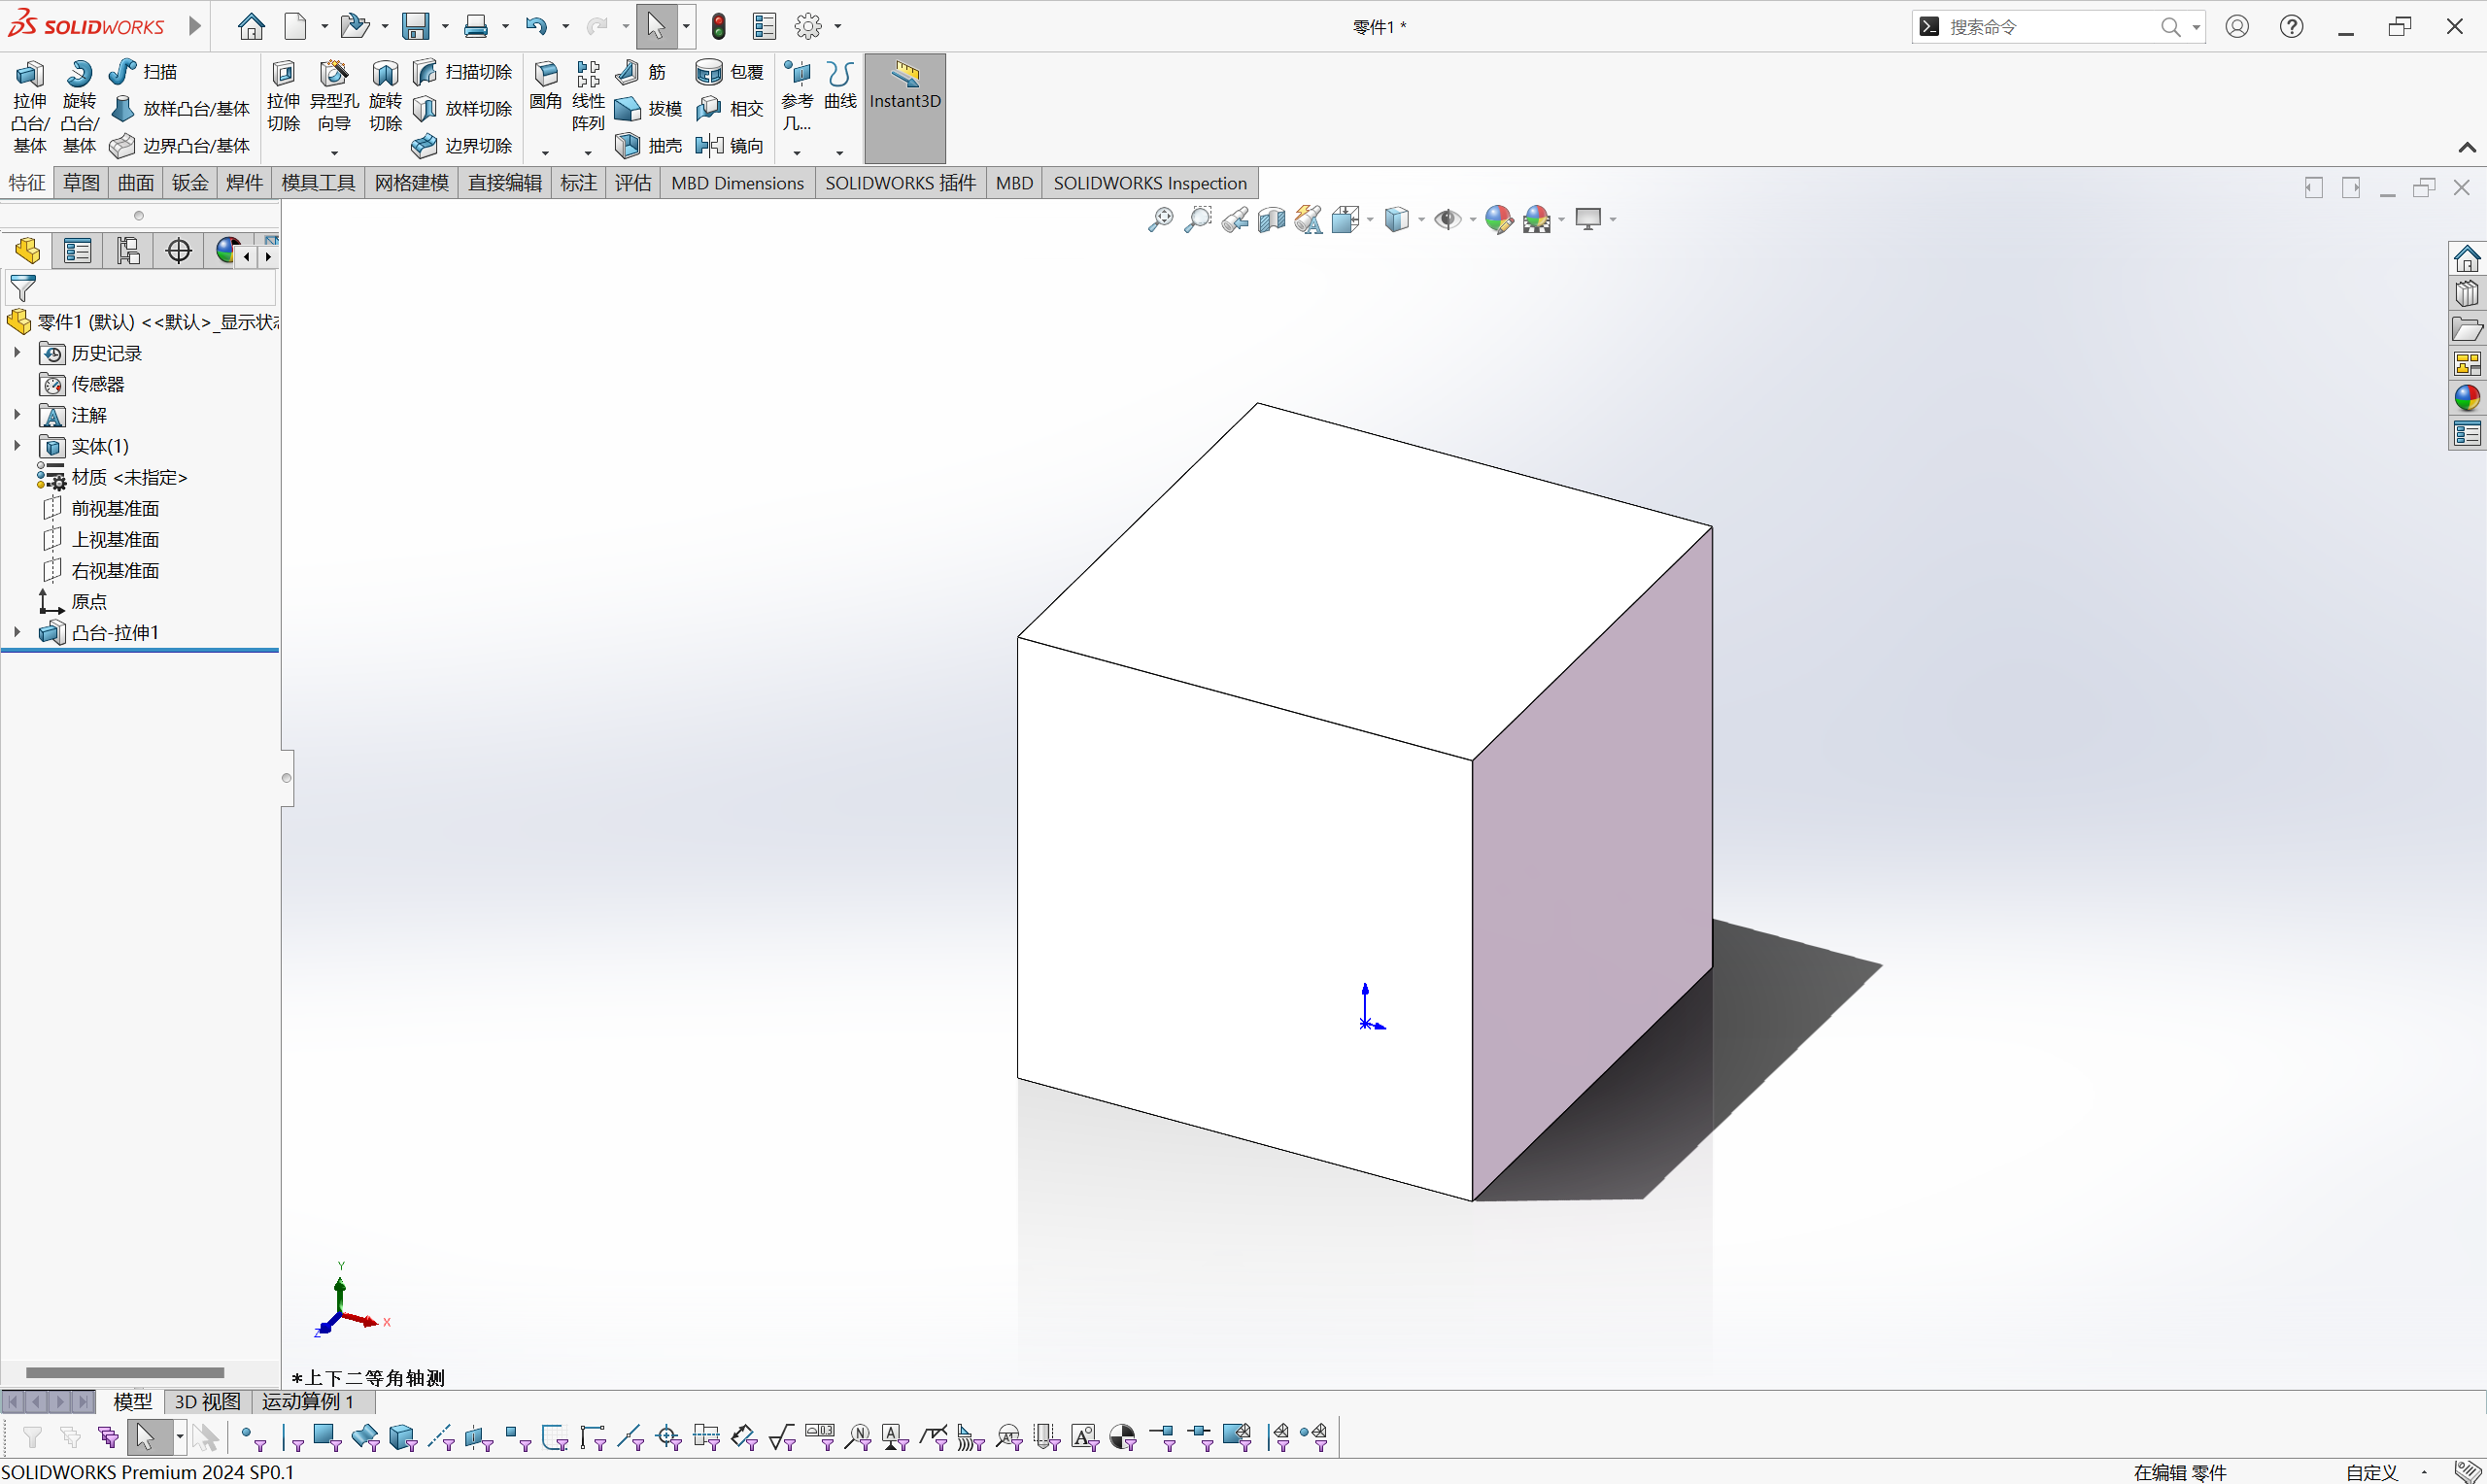 SOLIDWORKS
零件1 *
搜索命令
拉伸凸台/基体
旋转凸台/基体
扫描
放样凸台/基体
边界凸台/基体
拉伸切除
异型孔向导
旋转切除
扫描切除
放样切除
边界切除
圆角
线性阵列
筋
拔模
抽壳
包覆
相交
镜向
参考几...
曲线
Instant3D
特征 草图 曲面 钣金 焊件 模具工具 网格建模 直接编辑 标注 评估 MBD Dimensions SOLIDWORKS 插件 MBD SOLIDWORKS Inspection
零件1 (默认) <<默认>_显示状态
历史记录
传感器
注解
实体(1)
材质 <未指定>
前视基准面
上视基准面
右视基准面
原点
凸台-拉伸1
Y
X
Z
*上下二等角轴测
模型 3D 视图 运动算例 1
SOLIDWORKS Premium 2024 SP0.1
在编辑 零件
自定义